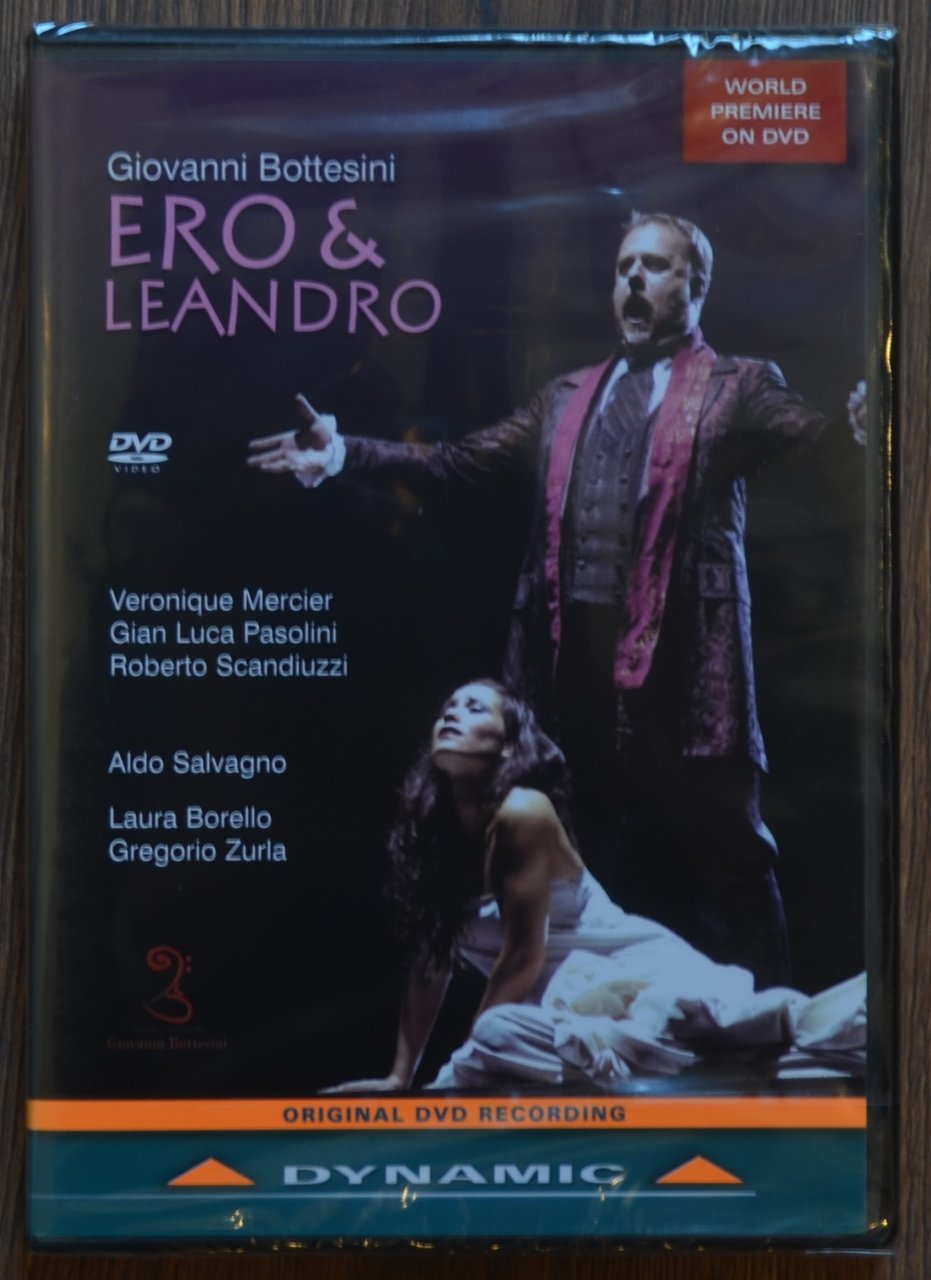 WORLD
PREMIERE
ON DVD
Giovanni Bottesini
ERO &
LEANDRO
DVD
VIDEO
Veronique Mercier
Gian Luca Pasolini
Roberto Scandiuzzi
Aldo Salvagno
Laura Borello
Gregorio Zurla
Giovanni Bottesini
ORIGINAL DVD RECORDING
DYNAMIC